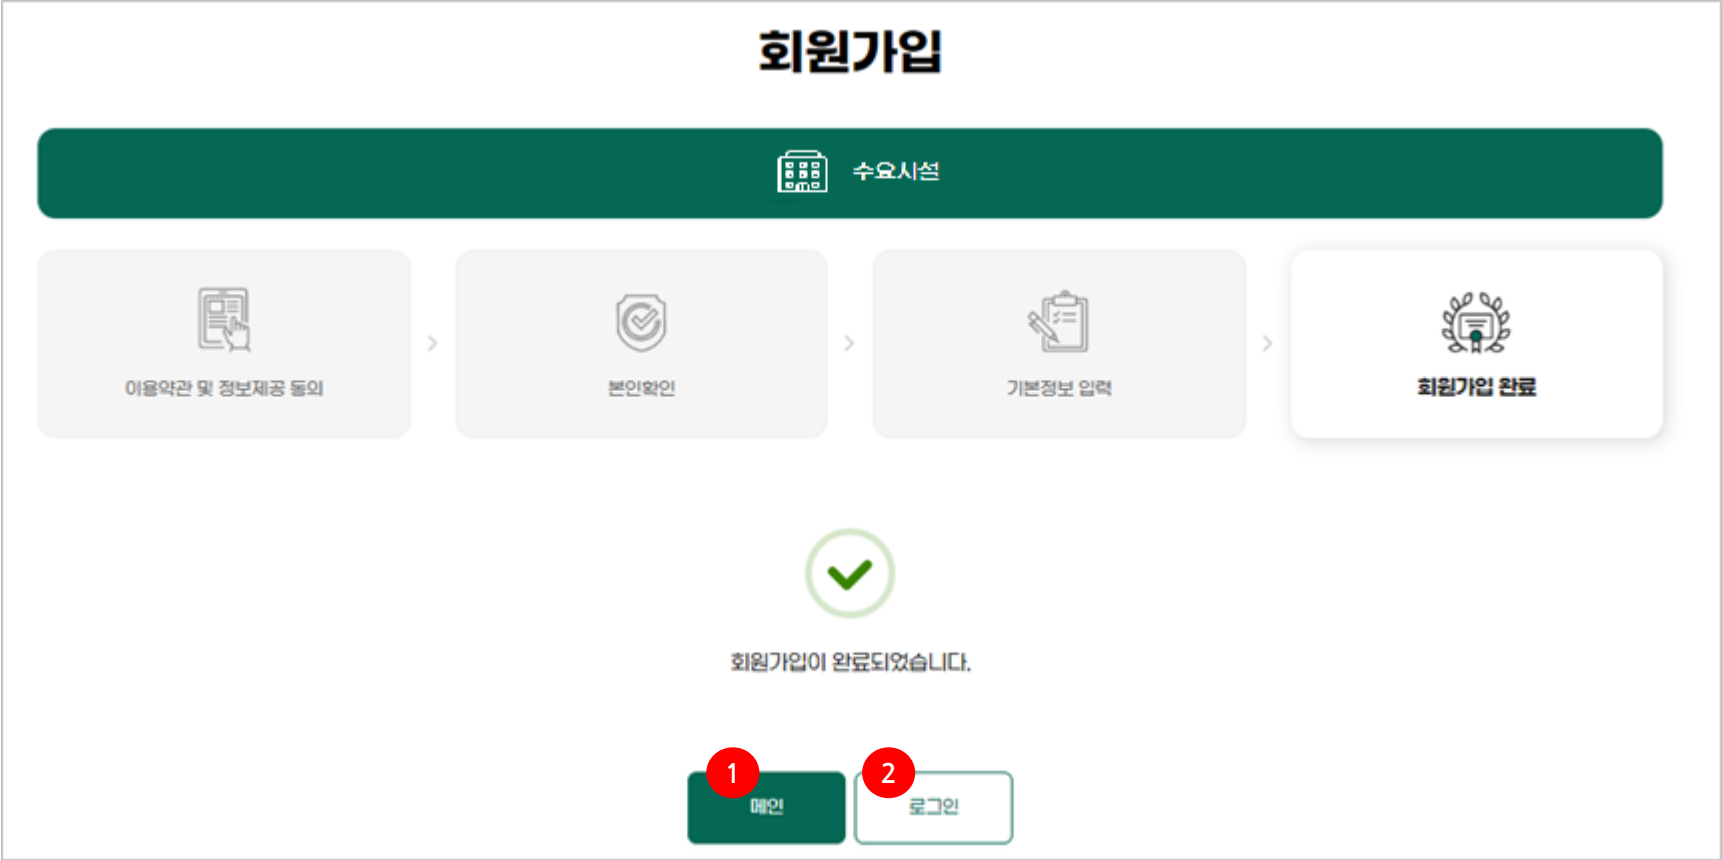 회원가입
수요시설
이용약관 및 정보제공 동의
본인확인
기본정보 입력
회원가입 완료
회원가입이 완료되었습니다.
1
메인
2
로그인